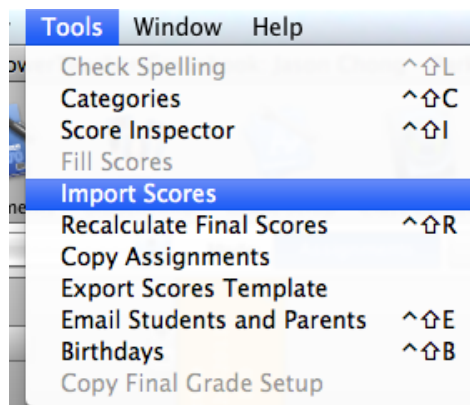 Tools Window Help
Check Spelling ^⇧L
Categories ^⇧C
Score Inspector ^⇧I
Fill Scores
Import Scores
Recalculate Final Scores ^⇧R
Copy Assignments
Export Scores Template
Email Students and Parents ^⇧E
Birthdays ^⇧B
Copy Final Grade Setup